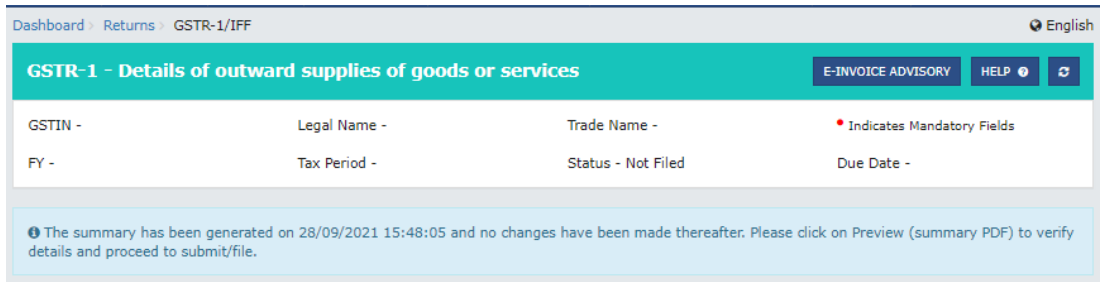 Dashboard > Returns > GSTR-1/IFF English
GSTR-1 - Details of outward supplies of goods or services E-INVOICE ADVISORY HELP ?
GSTIN - Legal Name - Trade Name - • Indicates Mandatory Fields
FY - Tax Period - Status - Not Filed Due Date -
The summary has been generated on 28/09/2021 15:48:05 and no changes have been made thereafter. Please click on Preview (summary PDF) to verify
details and proceed to submit/file.